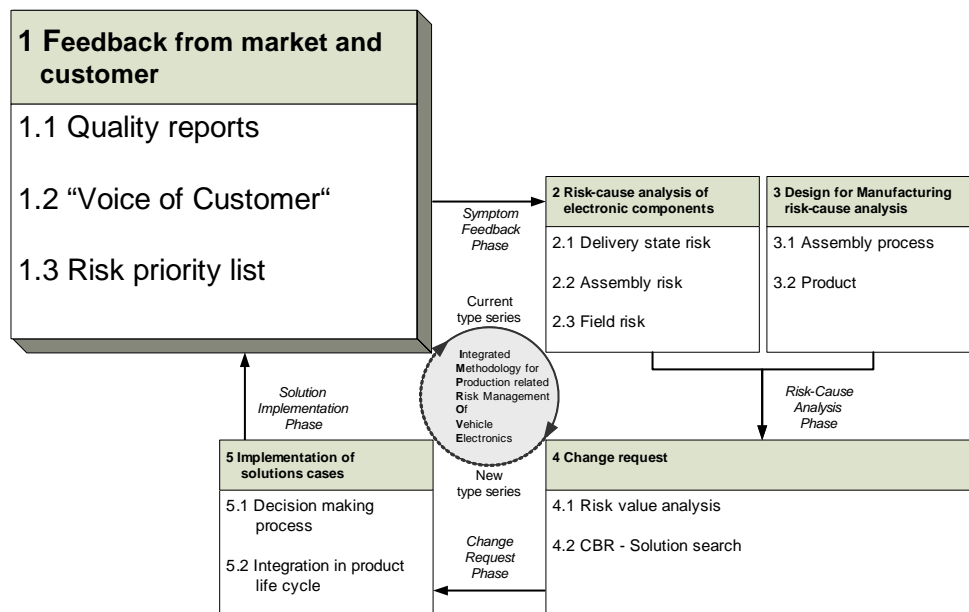 1 Feedback from market and
customer
1.1 Quality reports
1.2 “Voice of Customer“
1.3 Risk priority list
Symptom
Feedback
Phase
2 Risk-cause analysis of
electronic components
2.1 Delivery state risk
2.2 Assembly risk
2.3 Field risk
3 Design for Manufacturing
risk-cause analysis
3.1 Assembly process
3.2 Product
Current
type series
Integrated
Methodology for
Production related
Risk Management
Of
Vehicle
Electronics
New
type series
Risk-Cause
Analysis
Phase
4 Change request
4.1 Risk value analysis
4.2 CBR - Solution search
Change
Request
Phase
5 Implementation of
solutions cases
5.1 Decision making
process
5.2 Integration in product
life cycle
Solution
Implementation
Phase